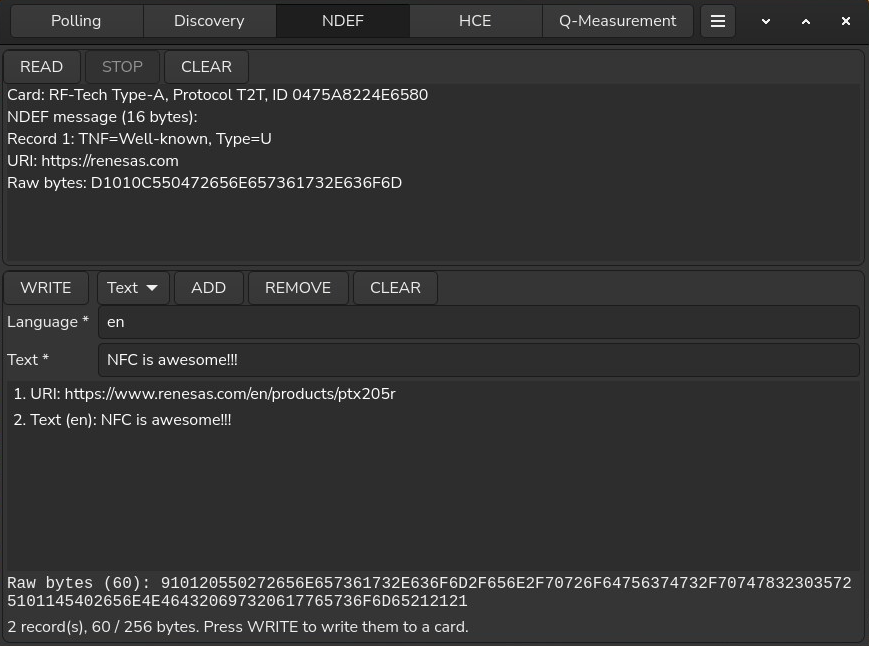 Polling Discovery NDEF HCE Q-Measurement
READ STOP CLEAR
Card: RF-Tech Type-A, Protocol T2T, ID 0475A8224E6580
NDEF message (16 bytes):
Record 1: TNF=Well-known, Type=U
URI: https://renesas.com
Raw bytes: D1010C550472656E657361732E636F6D
WRITE Text ADD REMOVE CLEAR
Language * en
Text * NFC is awesome!!!
1. URI: https://www.renesas.com/en/products/ptx205r
2. Text (en): NFC is awesome!!!
Raw bytes (60): 910120550272656E657361732E636F6D2F656E2F70726F64756374732F70747832303572
5101145402656E4E464320697320617765736F6D65212121
2 record(s), 60 / 256 bytes. Press WRITE to write them to a card.